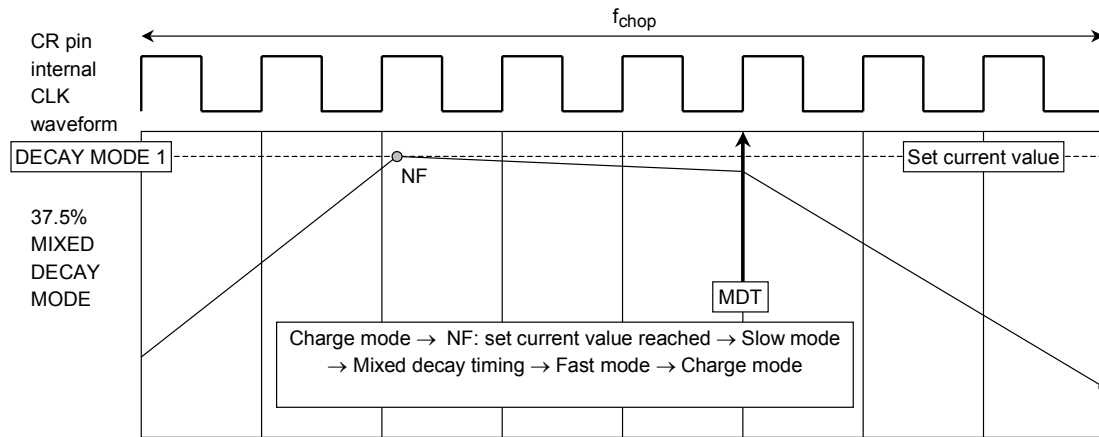 fchop
CR pin
internal
CLK
waveform
DECAY MODE 1
Set current value
NF
37.5%
MIXED
DECAY
MODE
MDT
Charge mode → NF: set current value reached → Slow mode
→ Mixed decay timing → Fast mode → Charge mode